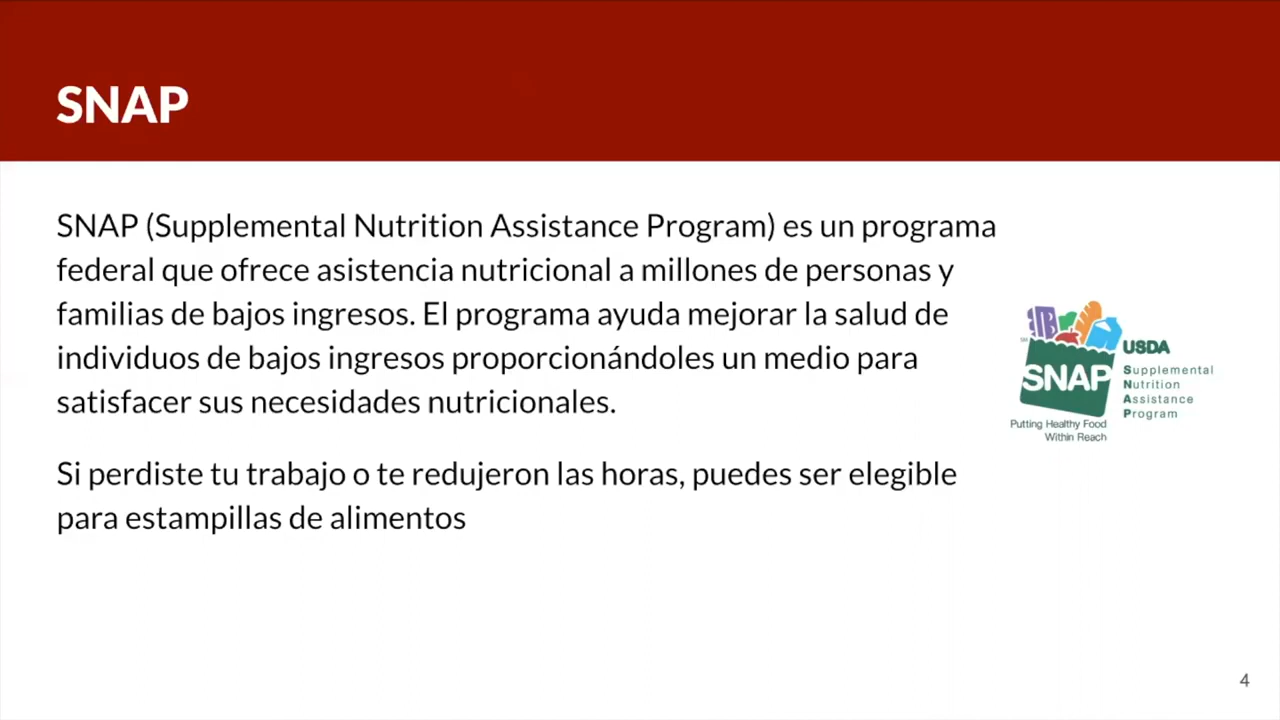 SNAP
SNAP (Supplemental Nutrition Assistance Program) es un programa
federal que ofrece asistencia nutricional a millones de personas y
familias de bajos ingresos. El programa ayuda mejorar la salud de
individuos de bajos ingresos proporcionándoles un medio para
satisfacer sus necesidades nutricionales.
Si perdiste tu trabajo o te redujeron las horas, puedes ser elegible
para estampillas de alimentos
SNAP
Putting Healthy Food
Within Reach
USDA
Supplemental
Nutrition
Assistance
Program
4